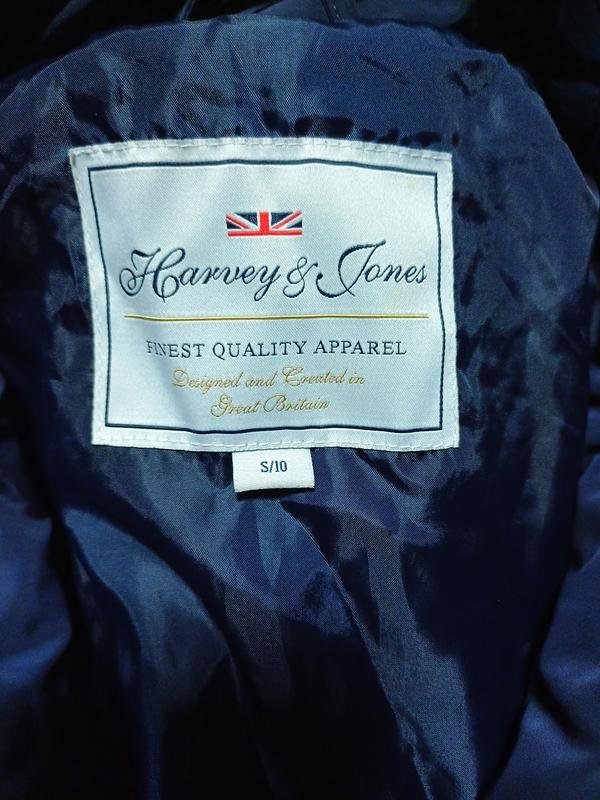 Harvey & Jones
FINEST QUALITY APPAREL
Designed and Created in
Great Britain
S/10